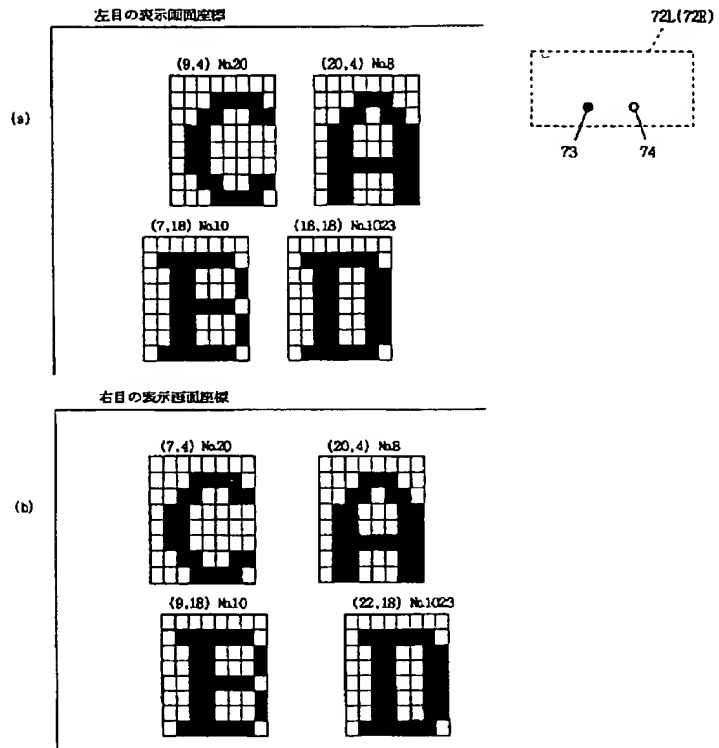 左目の表示画面座標
72L(72R)
(a)
(9,4) No.20
(20,4) No.8
C
A
73
74
(7,18) No.10
(18,18) No.1023
B
D
右目の表示画面座標
(b)
(7,4) No.20
(20,4) No.8
C
A
(9,18) No.10
(22,18) No.1023
B
D